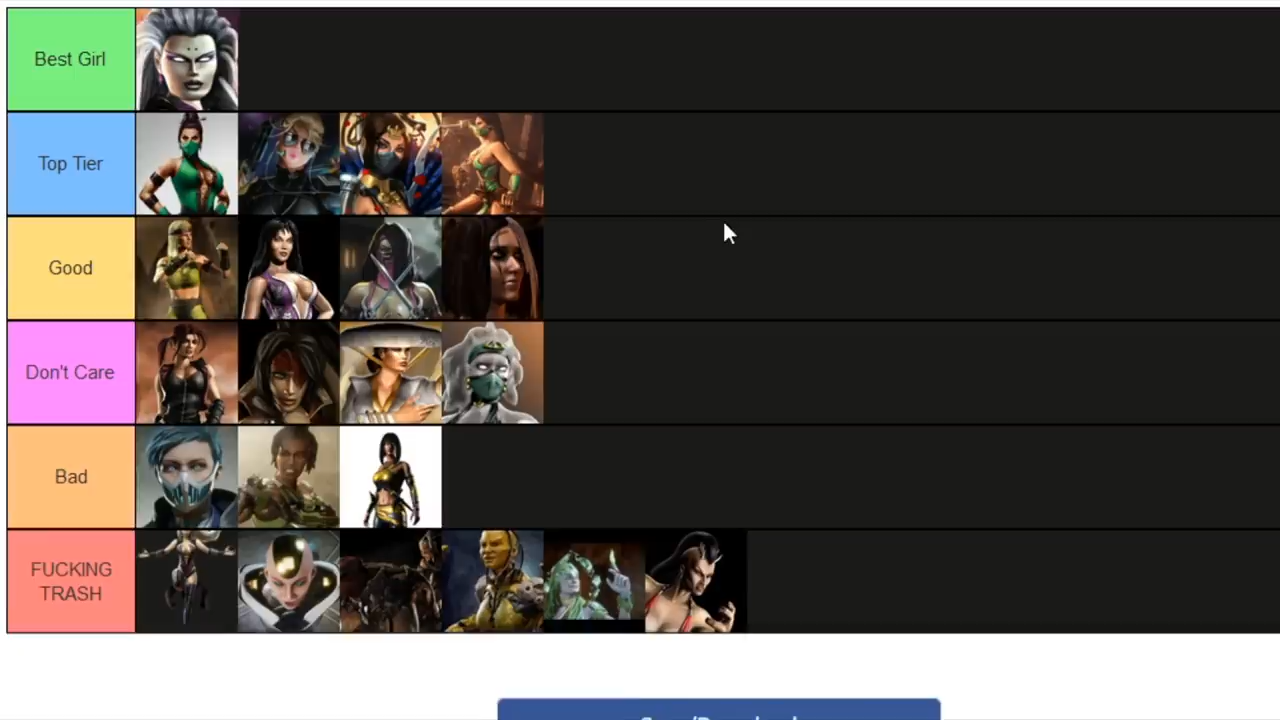 Best Girl
Top Tier
Good
Don't Care
Bad
FUCKING
TRASH